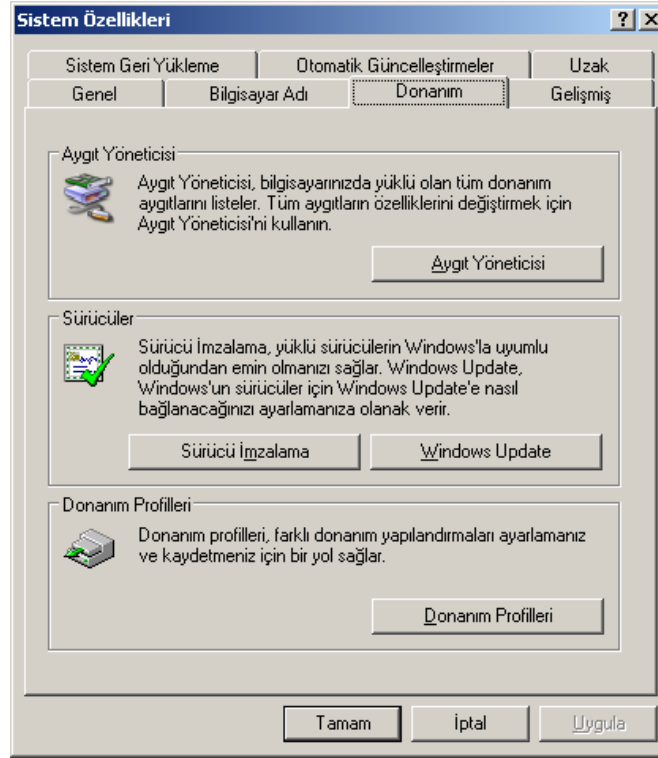 Sistem Özellikleri
Sistem Geri Yükleme Otomatik Güncelleştirmeler Uzak
Genel Bilgisayar Adı Donanım Gelişmiş
Aygıt Yöneticisi
Aygıt Yöneticisi, bilgisayarınızda yüklü olan tüm donanım
aygıtlarını listeler. Tüm aygıtların özelliklerini değiştirmek için
Aygıt Yöneticisi'ni kullanın.
Aygıt Yöneticisi
Sürücüler
Sürücü İmzalama, yüklü sürücülerin Windows'la uyumlu
olduğundan emin olmanızı sağlar. Windows Update,
Windows'un sürücüler için Windows Update'e nasıl
bağlanacağınızı ayarlamanıza olanak verir.
Sürücü İmzalama Windows Update
Donanım Profilleri
Donanım profilleri, farklı donanım yapılandırmaları ayarlamanız
ve kaydetmeniz için bir yol sağlar.
Donanım Profilleri
Tamam İptal Uygula